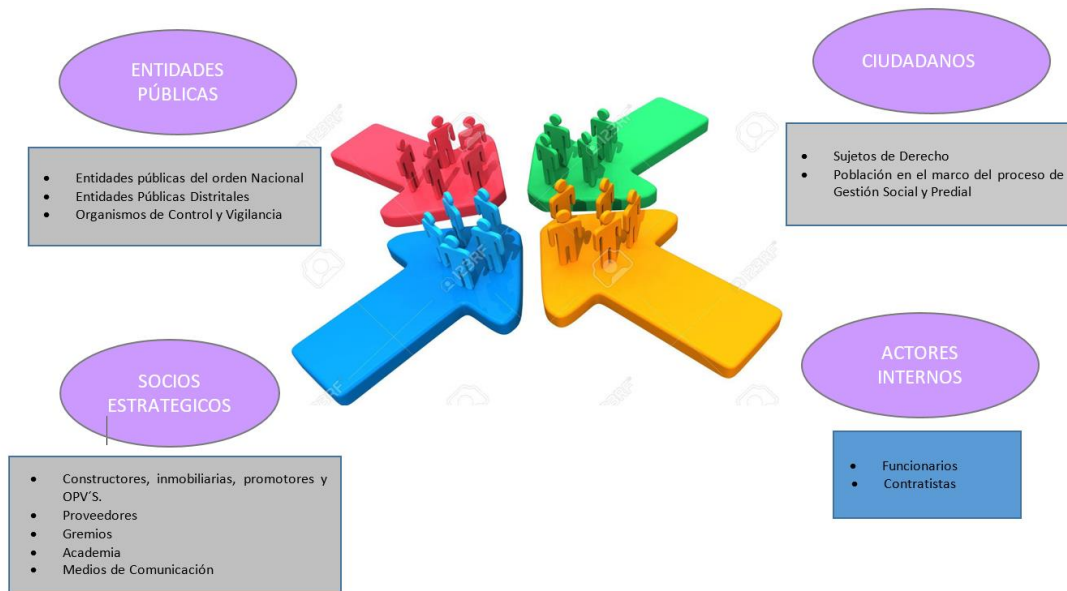 ENTIDADES
PÚBLICAS
• Entidades públicas del orden Nacional
• Entidades Públicas Distritales
• Organismos de Control y Vigilancia
CIUDADANOS
• Sujetos de Derecho
• Población en el marco del proceso de
Gestión Social y Predial
SOCIOS
ESTRATEGICOS
• Constructores, inmobiliarias, promotores y
OPV´S.
• Proveedores
• Gremios
• Academia
• Medios de Comunicación
ACTORES
INTERNOS
• Funcionarios
• Contratistas